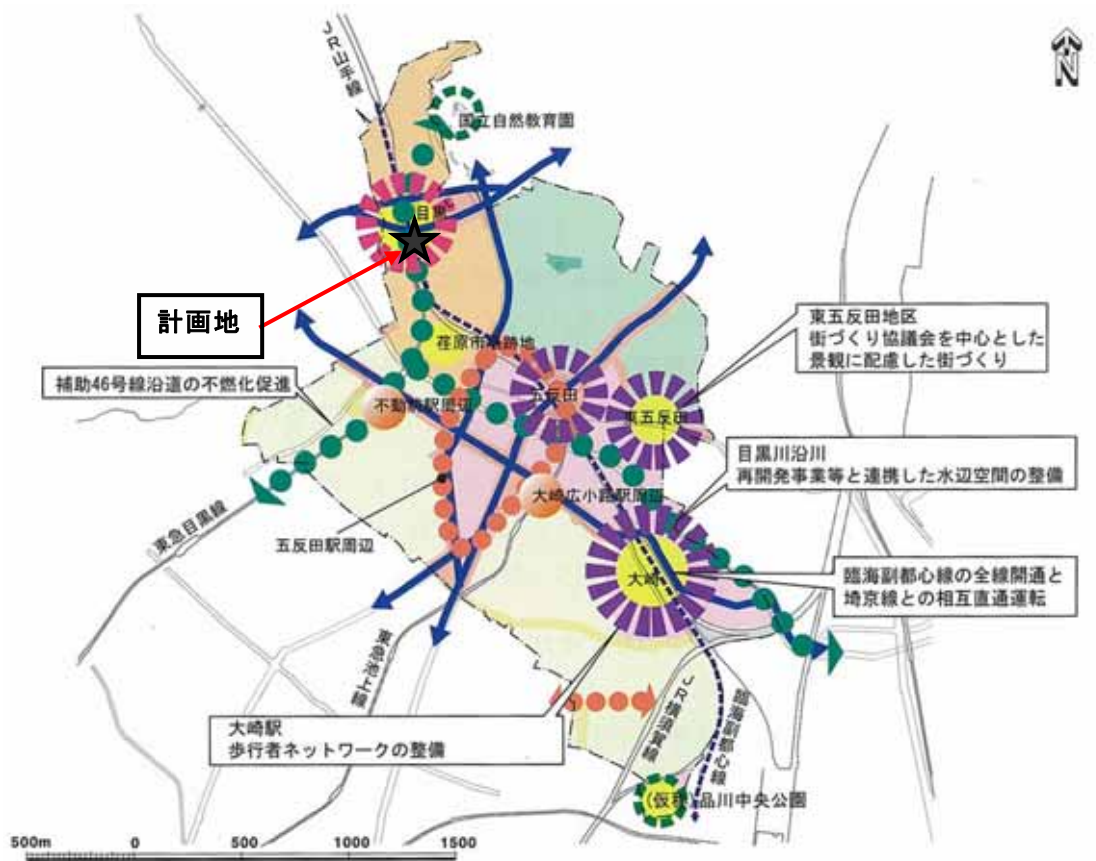 JR山手線
N
国立自然教育園
目黒
計画地
荏原市場跡地
東五反田地区
街づくり協議会を中心とした
景観に配慮した街づくり
補助46号線沿道の不燃化促進
不動前駅周辺
五反田
東五反田
目黒川沿川
再開発事業等と連携した水辺空間の整備
大崎広小路駅周辺
東急目黒線
五反田駅周辺
大崎
臨海副都心線の全線開通と
埼京線との相互直通運転
東急池上線
JR横須賀線
臨海副都心線
大崎駅
歩行者ネットワークの整備
(仮称)品川中央公園
500m 0 500 1000 1500